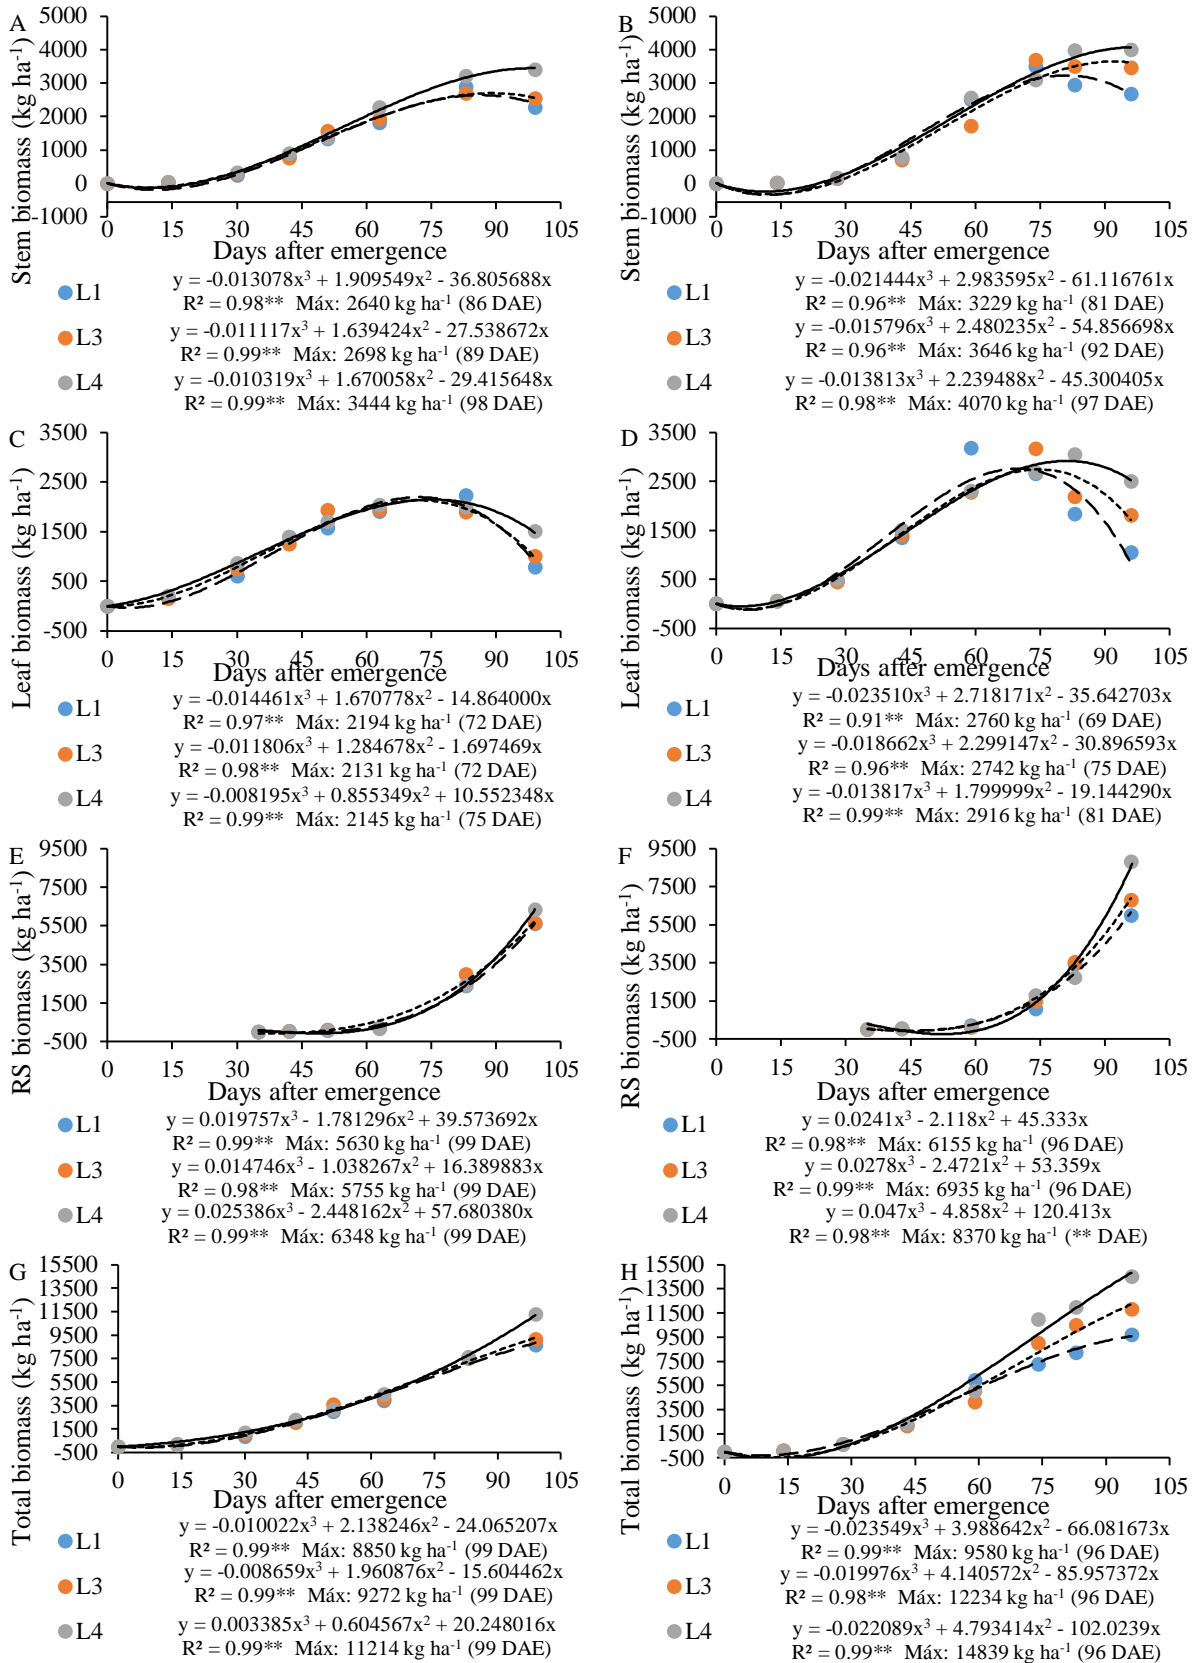 A
Stem biomass (kg ha-1)
5000
4000
3000
2000
1000
0
-1000
0 15 30 45 60 75 90 105
Days after emergence
L1
y = -0.013078x³ + 1.909549x² - 36.805688x
R² = 0.98** Máx: 2640 kg ha-1 (86 DAE)
L3
y = -0.011117x³ + 1.639424x² - 27.538672x
R² = 0.99** Máx: 2698 kg ha-1 (89 DAE)
L4
y = -0.010319x³ + 1.670058x² - 29.415648x
R² = 0.99** Máx: 3444 kg ha-1 (98 DAE)
B
Stem biomass (kg ha-1)
5000
4000
3000
2000
1000
0
-1000
0 15 30 45 60 75 90 105
Days after emergence
L1
y = -0.021444x³ + 2.983595x² - 61.116761x
R² = 0.96** Máx: 3229 kg ha-1 (81 DAE)
L3
y = -0.015796x³ + 2.480235x² - 54.856698x
R² = 0.96** Máx: 3646 kg ha-1 (92 DAE)
L4
y = -0.013813x³ + 2.239488x² - 45.300405x
R² = 0.98** Máx: 4070 kg ha-1 (97 DAE)
C
Leaf biomass (kg ha-1)
3500
2500
1500
500
-500
0 15 30 45 60 75 90 105
Days after emergence
L1
y = -0.014461x³ + 1.670778x² - 14.864000x
R² = 0.97** Máx: 2194 kg ha-1 (72 DAE)
L3
y = -0.011806x³ + 1.284678x² - 1.697469x
R² = 0.98** Máx: 2131 kg ha-1 (72 DAE)
L4
y = -0.008195x³ + 0.855349x² + 10.552348x
R² = 0.99** Máx: 2145 kg ha-1 (75 DAE)
D
Leaf biomass (kg ha-1)
3500
2500
1500
500
-500
0 15 30 45 60 75 90 105
Days after emergence
L1
y = -0.023510x³ + 2.718171x² - 35.642703x
R² = 0.91** Máx: 2760 kg ha-1 (69 DAE)
L3
y = -0.018662x³ + 2.299147x² - 30.896593x
R² = 0.96** Máx: 2742 kg ha-1 (75 DAE)
L4
y = -0.013817x³ + 1.799999x² - 19.144290x
R² = 0.99** Máx: 2916 kg ha-1 (81 DAE)
E
RS biomass (kg ha-1)
9500
7500
5500
3500
1500
-500
0 15 30 45 60 75 90 105
Days after emergence
L1
y = 0.019757x³ - 1.781296x² + 39.573692x
R² = 0.99** Máx: 5630 kg ha-1 (99 DAE)
L3
y = 0.014746x³ - 1.038267x² + 16.389883x
R² = 0.98** Máx: 5755 kg ha-1 (99 DAE)
L4
y = 0.025386x³ - 2.448162x² + 57.680380x
R² = 0.99** Máx: 6348 kg ha-1 (99 DAE)
F
RS biomass (kg ha-1)
9500
7500
5500
3500
1500
-500
0 15 30 45 60 75 90 105
Days after emergence
L1
y = 0.0241x³ - 2.118x² + 45.333x
R² = 0.98** Máx: 6155 kg ha-1 (96 DAE)
L3
y = 0.0278x³ - 2.4721x² + 53.359x
R² = 0.99** Máx: 6935 kg ha-1 (96 DAE)
L4
y = 0.047x³ - 4.858x² + 120.413x
R² = 0.98** Máx: 8370 kg ha-1 (** DAE)
G
Total biomass (kg ha-1)
15500
13500
11500
9500
7500
5500
3500
1500
-500
0 15 30 45 60 75 90 105
Days after emergence
L1
y = -0.010022x³ + 2.138246x² - 24.065207x
R² = 0.99** Máx: 8850 kg ha-1 (99 DAE)
L3
y = -0.008659x³ + 1.960876x² - 15.604462x
R² = 0.99** Máx: 9272 kg ha-1 (99 DAE)
L4
y = 0.003385x³ + 0.604567x² + 20.248016x
R² = 0.99** Máx: 11214 kg ha-1 (99 DAE)
H
Total biomass (kg ha-1)
15500
13500
11500
9500
7500
5500
3500
1500
-500
0 15 30 45 60 75 90 105
Days after emergence
L1
y = -0.023549x³ + 3.988642x² - 66.081673x
R² = 0.99** Máx: 9580 kg ha-1 (96 DAE)
L3
y = -0.019976x³ + 4.140572x² - 85.957372x
R² = 0.98** Máx: 12234 kg ha-1 (96 DAE)
L4
y = -0.022089x³ + 4.793414x² - 102.0239x
R² = 0.99** Máx: 14839 kg ha-1 (96 DAE)